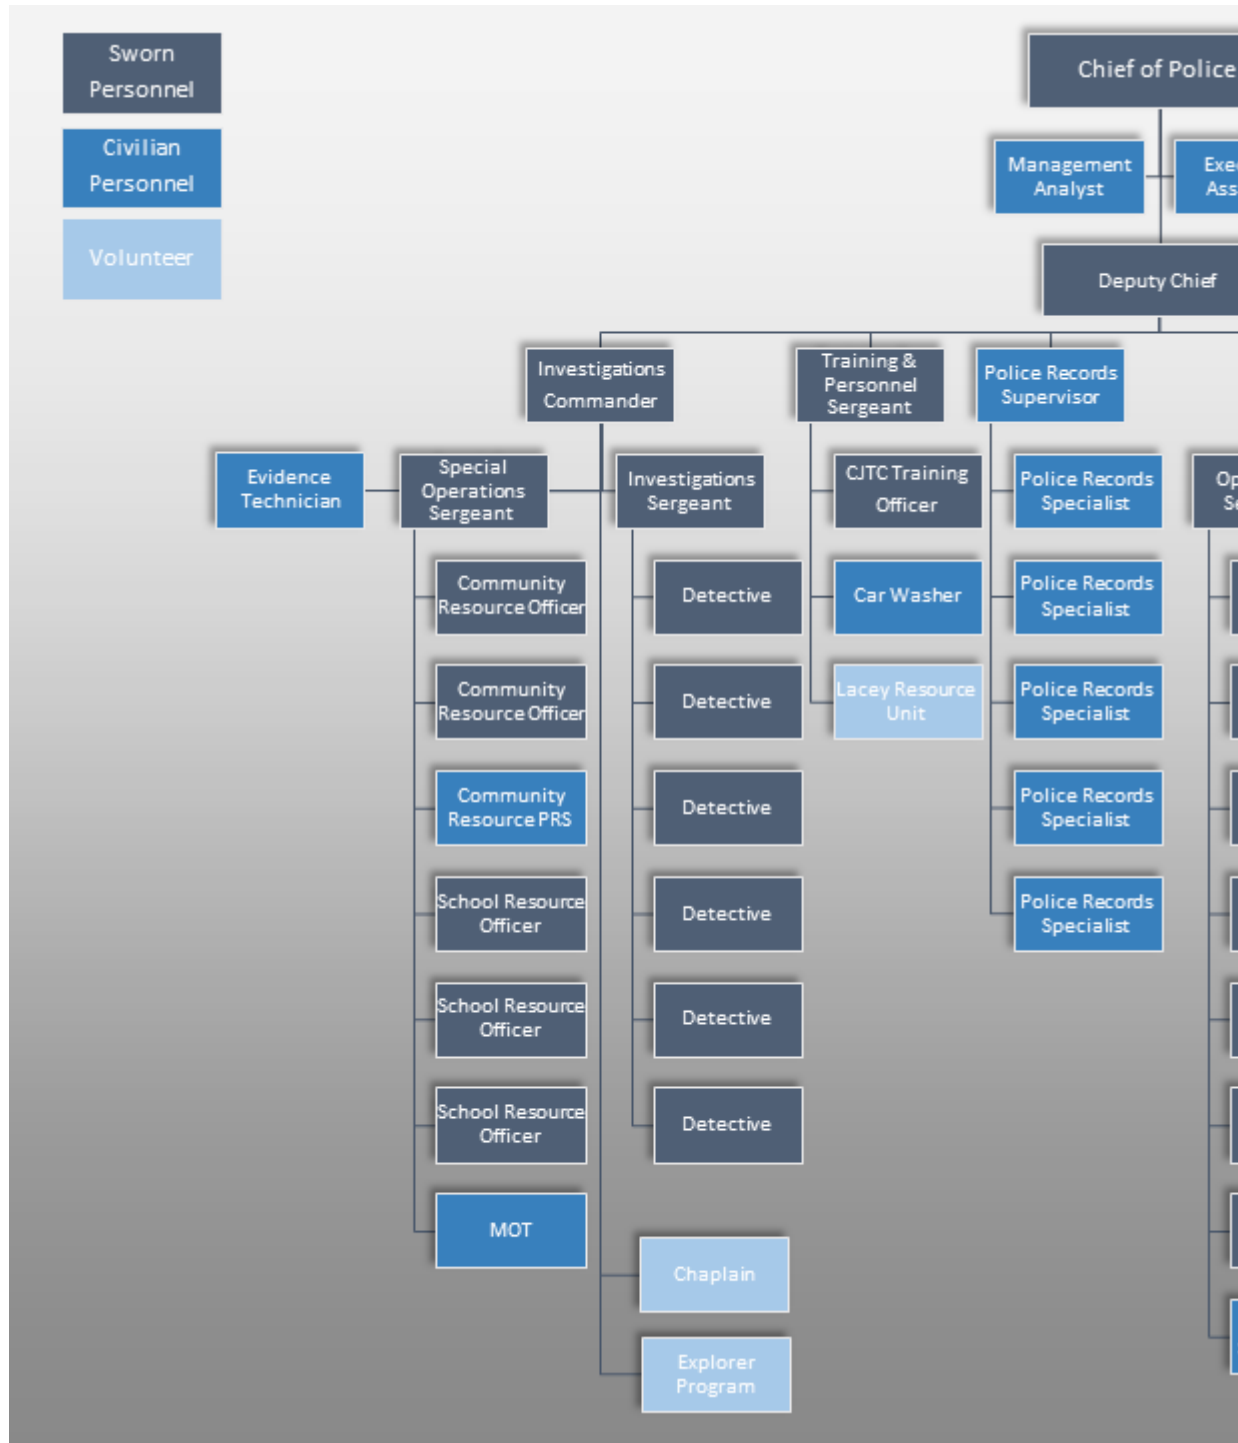 Sworn
Personnel
Civilian
Personnel
Volunteer
Chief of Police
Management
Analyst
Deputy Chief
Investigations
Commander
Training &
Personnel
Sergeant
Police Records
Supervisor
Evidence
Technician
Special
Operations
Sergeant
Investigations
Sergeant
CJTC Training
Officer
Police Records
Specialist
Community
Resource Officer
Detective
Car Washer
Police Records
Specialist
Community
Resource Officer
Detective
Lacey Resource
Unit
Police Records
Specialist
Community
Resource PRS
Detective
Police Records
Specialist
School Resource
Officer
Detective
Police Records
Specialist
School Resource
Officer
Detective
School Resource
Officer
Detective
MOT
Chaplain
Explorer
Program